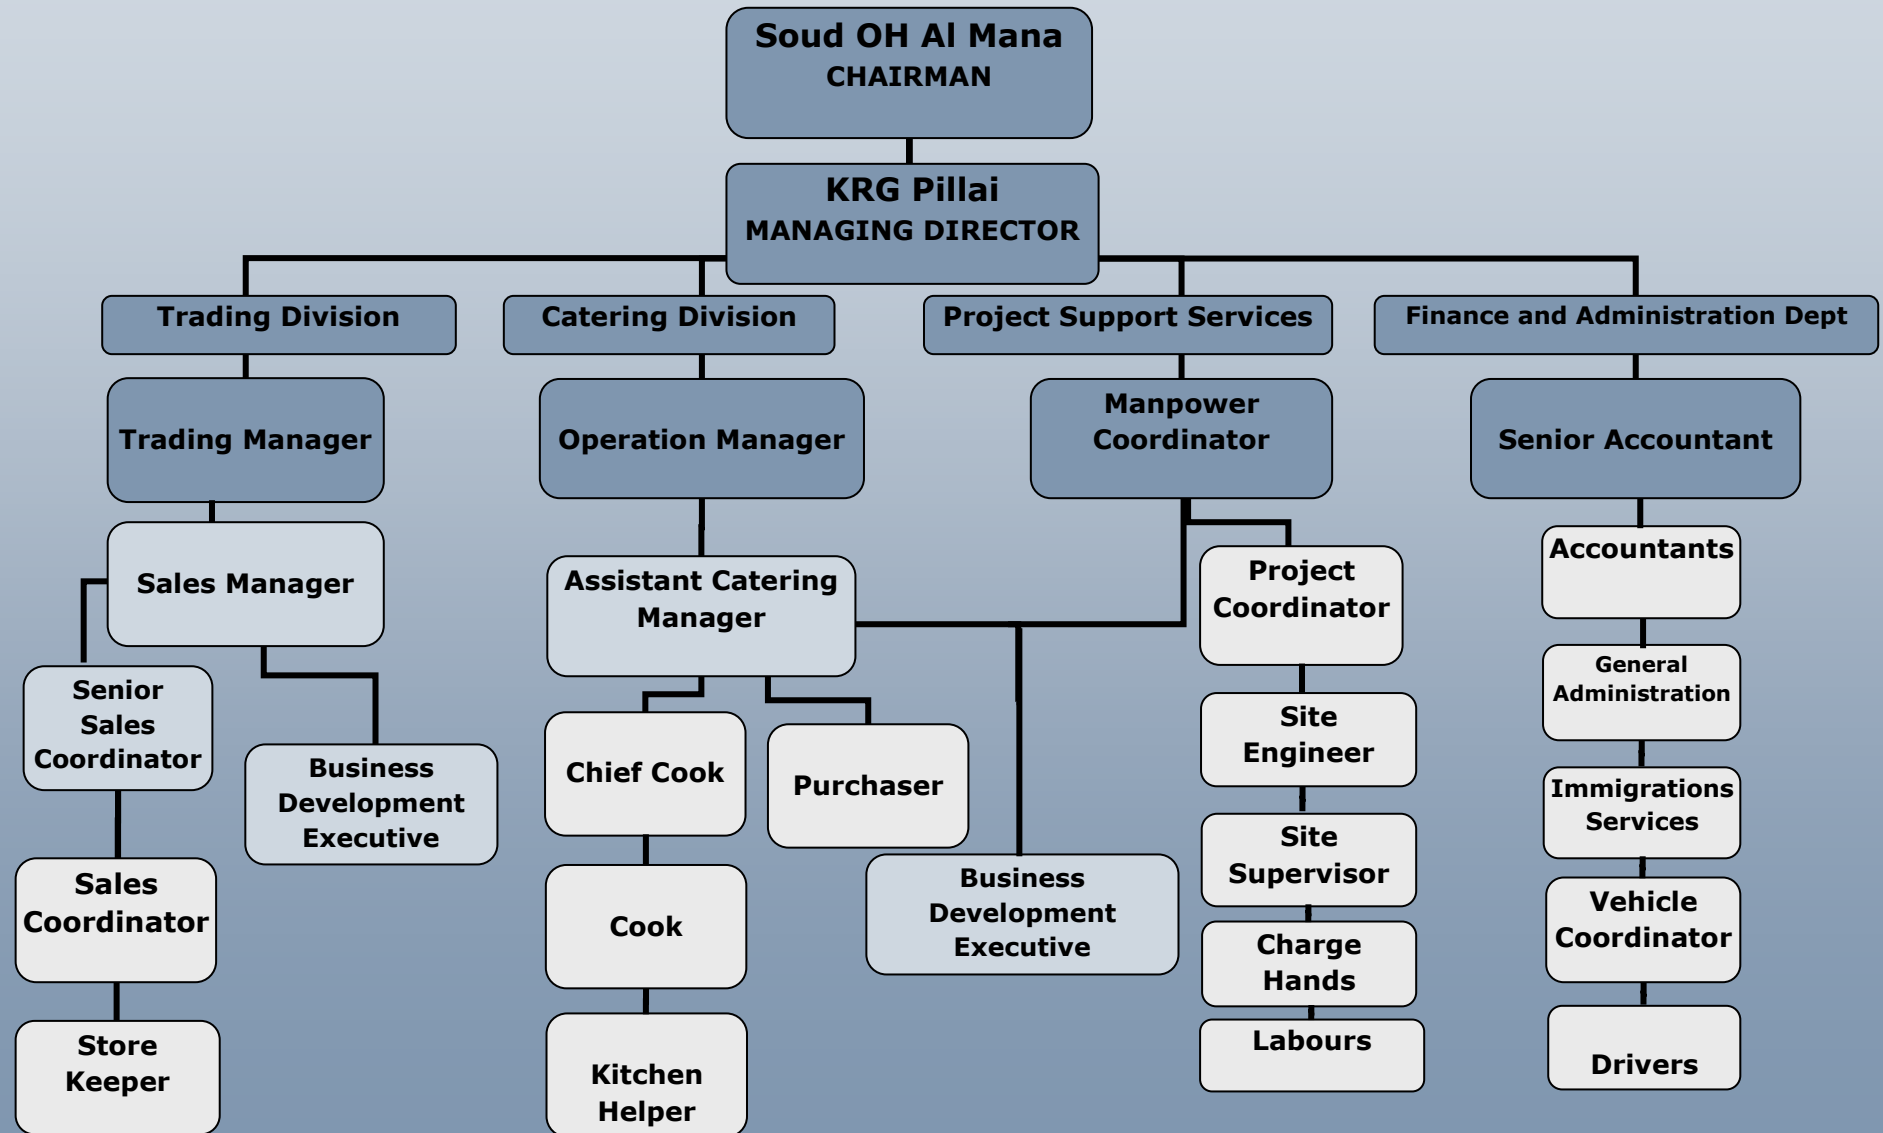 Soud OH Al Mana
CHAIRMAN
KRG Pillai
MANAGING DIRECTOR
Trading Division
Catering Division
Project Support Services
Finance and Administration Dept
Trading Manager
Operation Manager
Manpower
Coordinator
Senior Accountant
Sales Manager
Assistant Catering
Manager
Project
Coordinator
Accountants
Senior
Sales
Coordinator
Business
Development
Executive
Chief Cook
Purchaser
Site
Engineer
General
Administration
Sales
Coordinator
Cook
Business
Development
Executive
Site
Supervisor
Immigrations
Services
Charge
Hands
Vehicle
Coordinator
Store
Keeper
Kitchen
Helper
Labours
Drivers